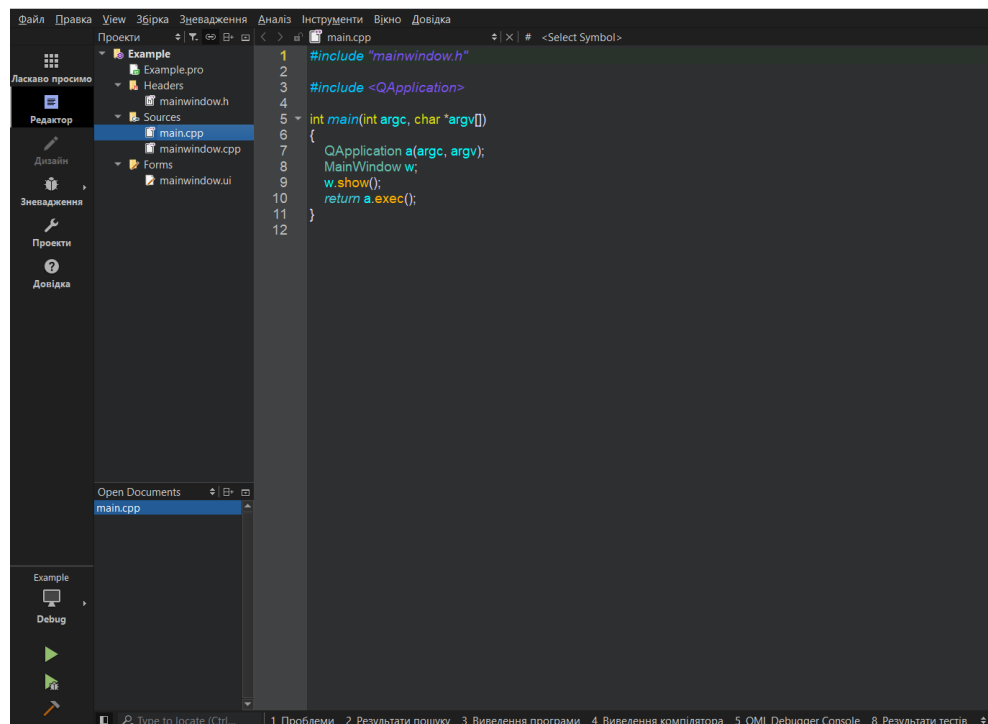 Файл Правка View Збірка Зневадження Аналіз Інструменти Вікно Довідка
Проекти
main.cpp
# <Select Symbol>
Ласкаво просимо
Редактор
Дизайн
Зневадження
Проекти
Довідка
Example
Example.pro
Headers
mainwindow.h
Sources
main.cpp
mainwindow.cpp
Forms
mainwindow.ui
1 #include "mainwindow.h"
2
3 #include <QApplication>
4
5 int main(int argc, char *argv[])
6 {
7 QApplication a(argc, argv);
8 MainWindow w;
9 w.show();
10 return a.exec();
11 }
12
Open Documents
main.cpp
Example
Debug
Type to locate (Ctrl...
1 Проблеми 2 Результати пошуку 3 Виведення програми 4 Виведення компілятора 5 QML Debugger Console 8 Результати тестів